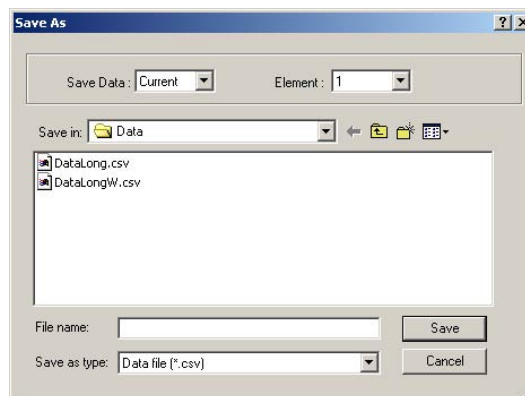 Save As
Save Data : Current Element : 1
Save in: Data
DataLong.csv
DataLongW.csv
File name: Save
Save as type: Data file (*.csv) Cancel